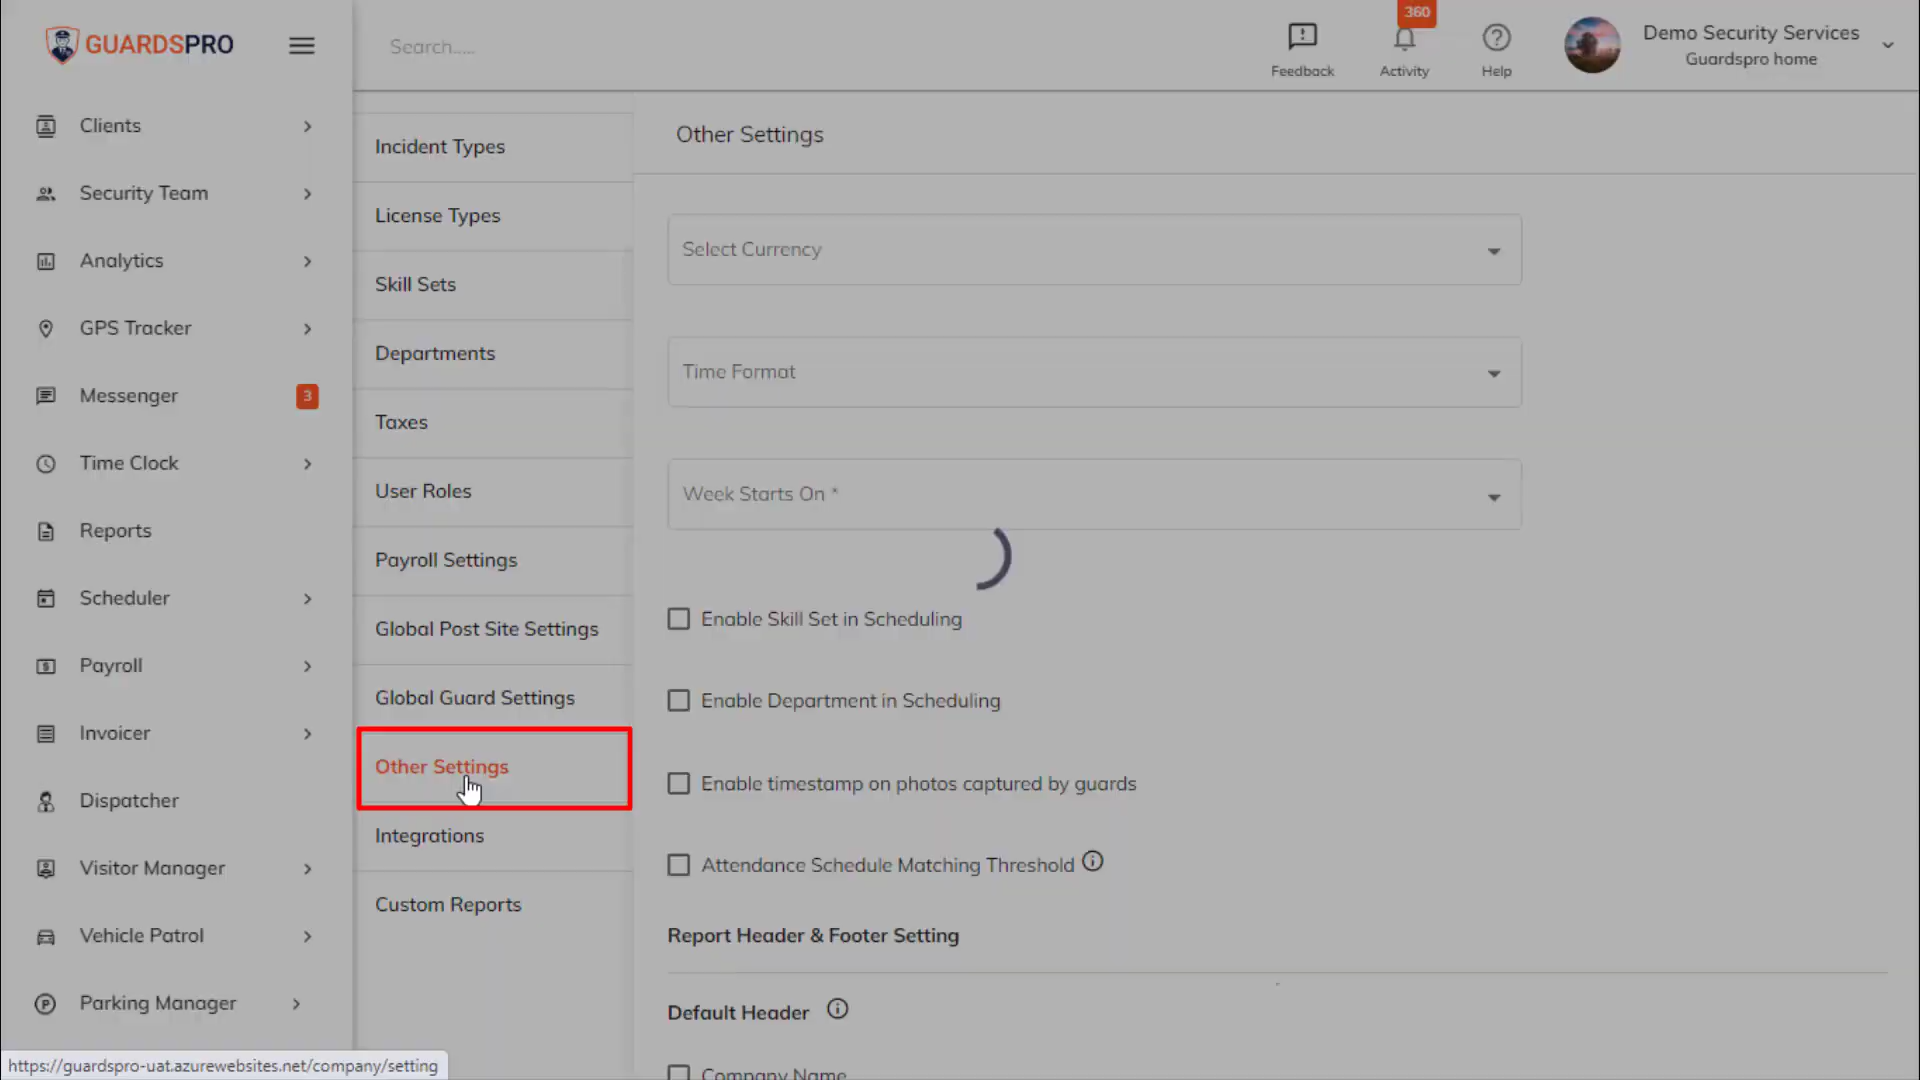 GUARDSPRO
Search.....
Feedback
360
Activity
Help
Demo Security Services
Guardspro home
Clients
Security Team
Analytics
GPS Tracker
Messenger
3
Time Clock
Reports
Scheduler
Payroll
Invoicer
Dispatcher
Visitor Manager
Vehicle Patrol
Parking Manager
Incident Types
License Types
Skill Sets
Departments
Taxes
User Roles
Payroll Settings
Global Post Site Settings
Global Guard Settings
Other Settings
Integrations
Custom Reports
Other Settings
Select Currency
Time Format
Week Starts On *
Enable Skill Set in Scheduling
Enable Department in Scheduling
Enable timestamp on photos captured by guards
Attendance Schedule Matching Threshold
Report Header & Footer Setting
Default Header
Company Name
https://guardspro-uat.azurewebsites.net/company/setting